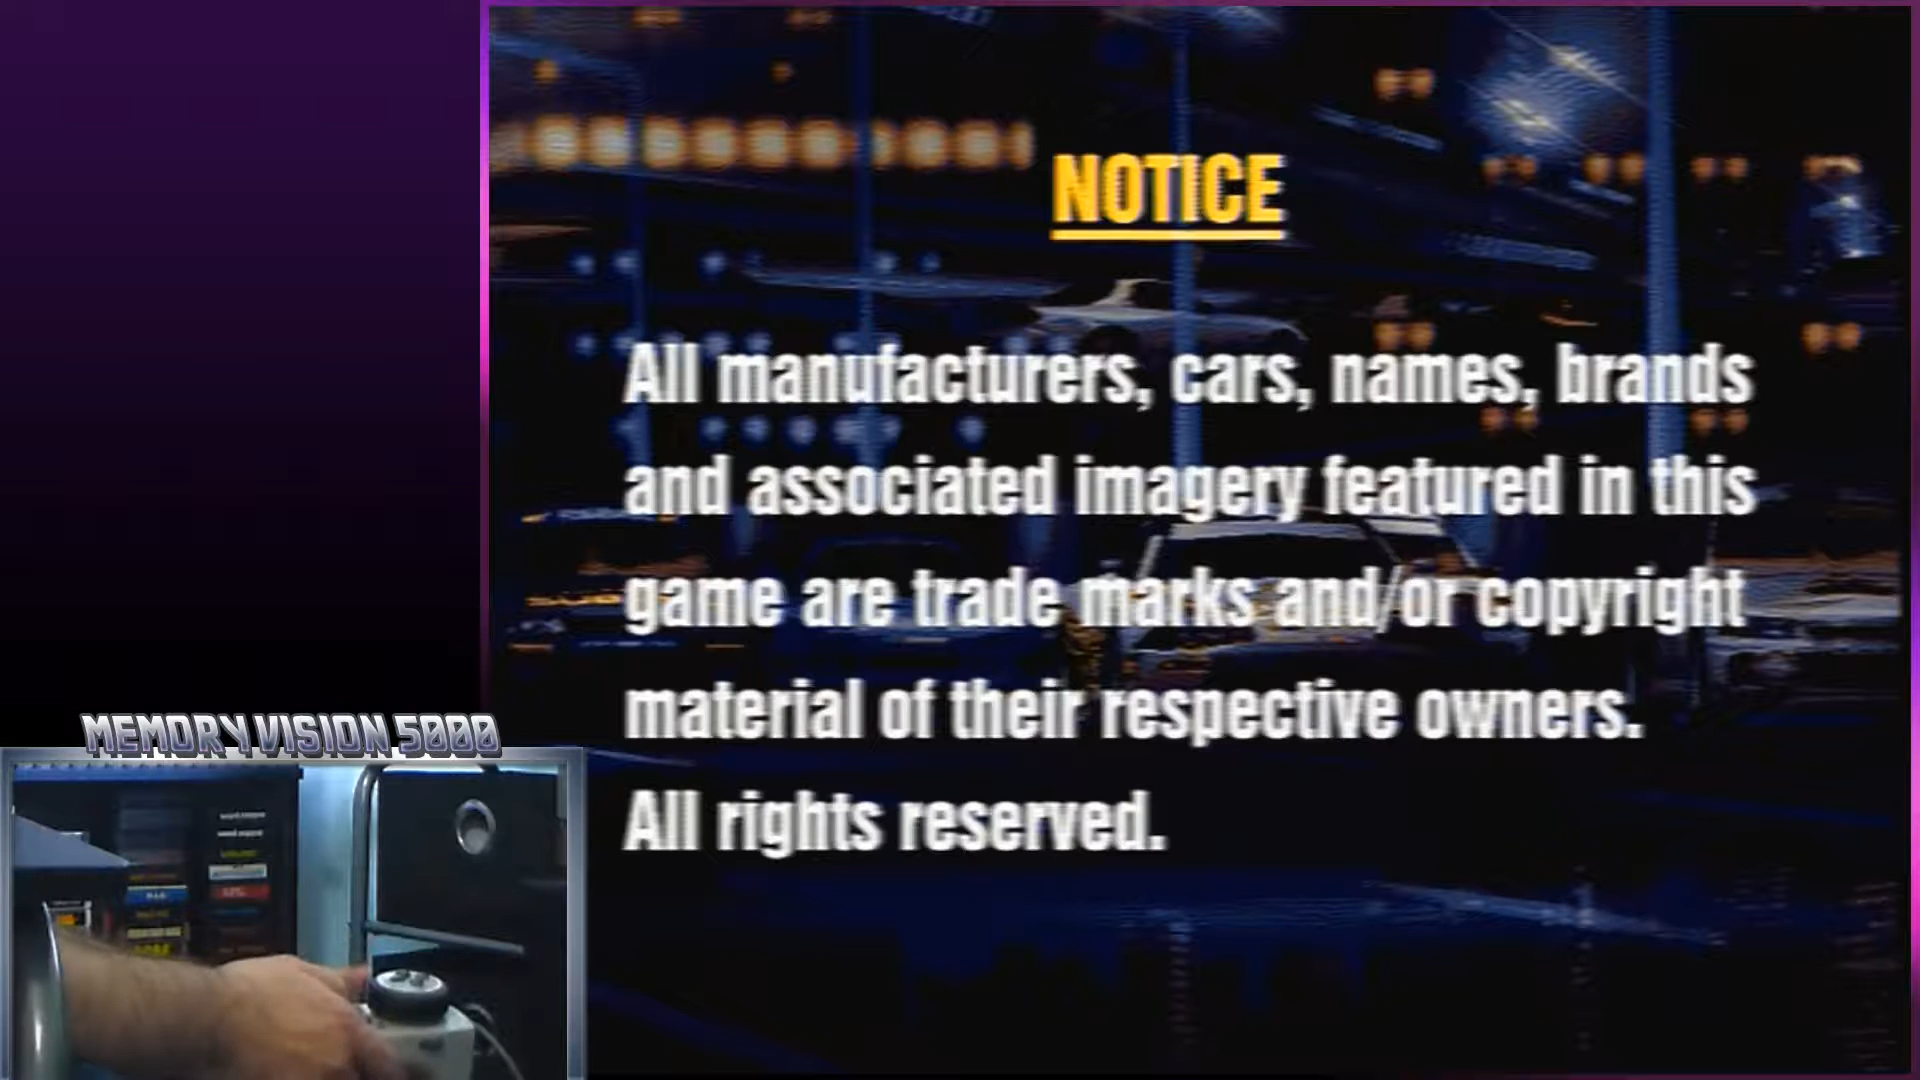 NOTICE
All manufacturers, cars, names, brands
and associated imagery featured in this
game are trade marks and/or copyright
material of their respective owners.
All rights reserved.
MEMORY VISION 5000